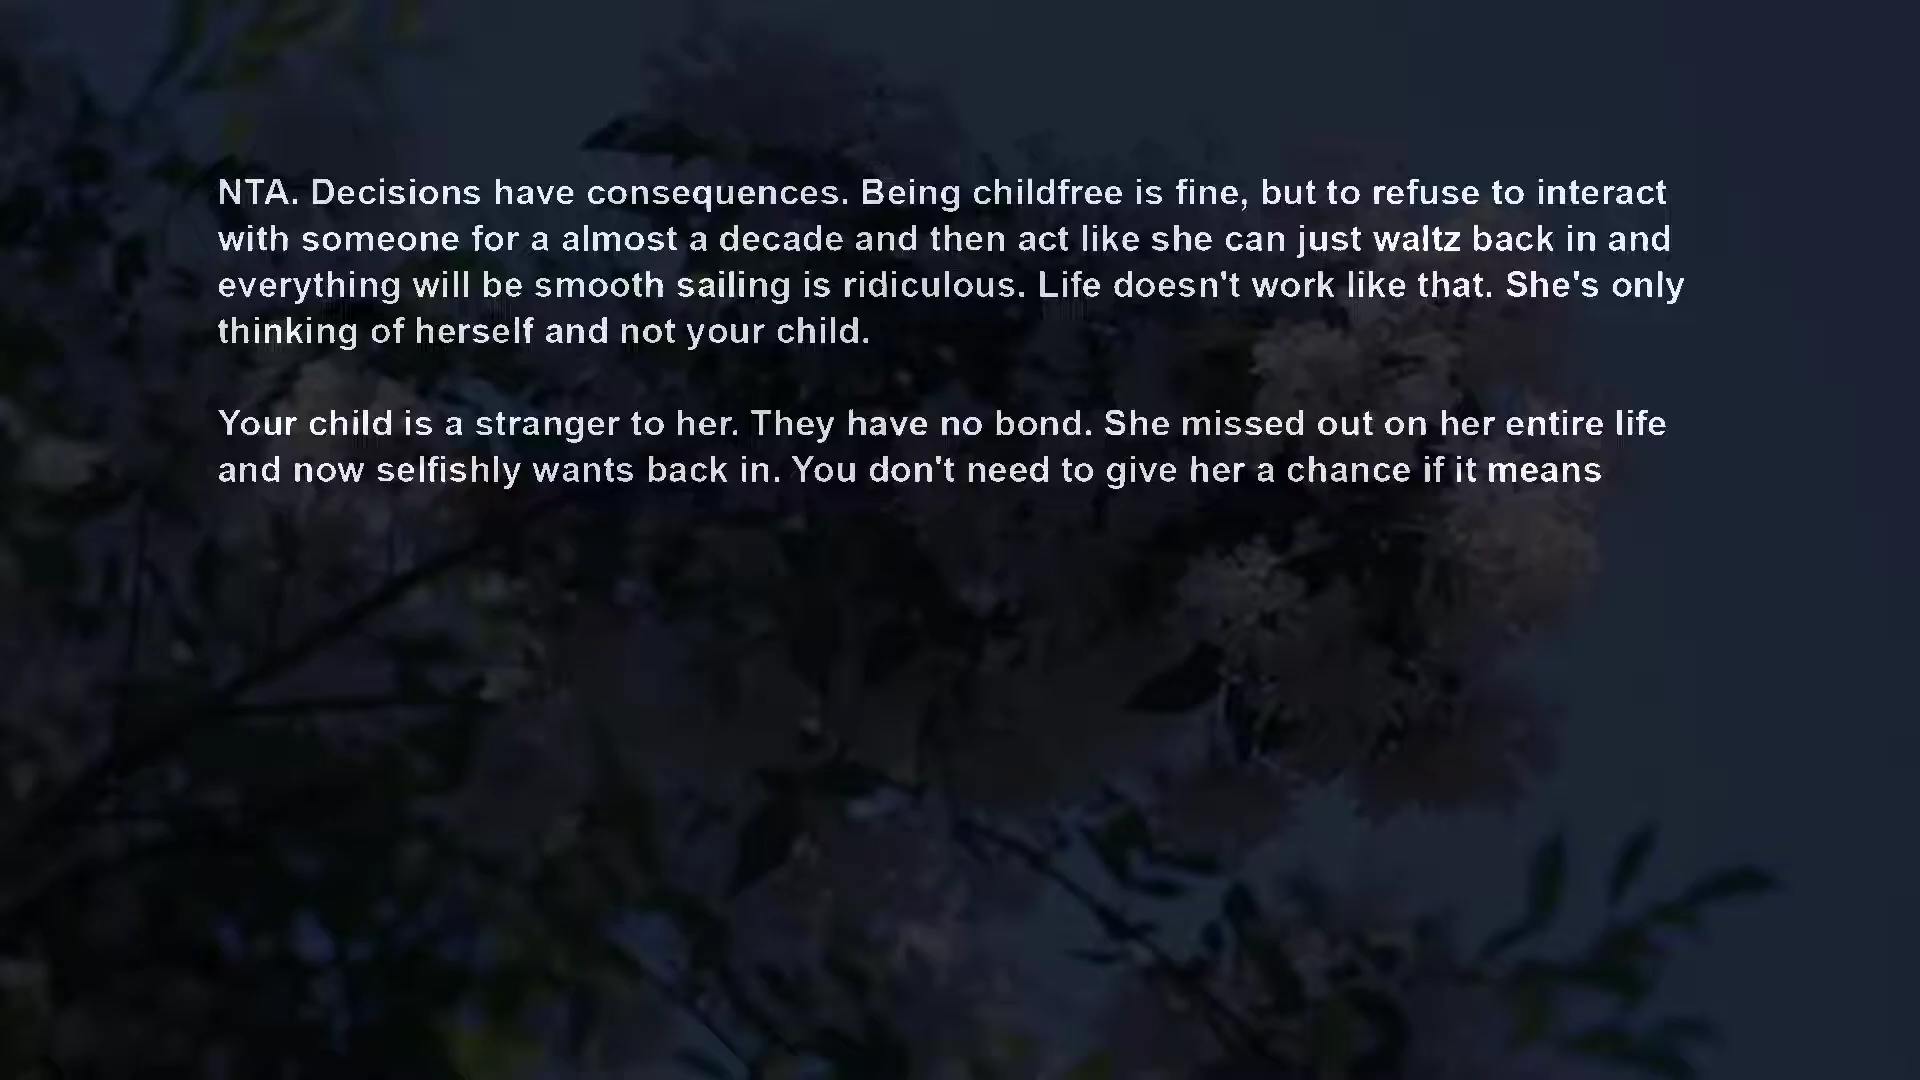 NTA. Decisions have consequences. Being childfree is fine, but to refuse to interact
with someone for a almost a decade and then act like she can just waltz back in and
everything will be smooth sailing is ridiculous. Life doesn't work like that. She's only
thinking of herself and not your child.
Your child is a stranger to her. They have no bond. She missed out on her entire life
and now selfishly wants back in. You don't need to give her a chance if it means